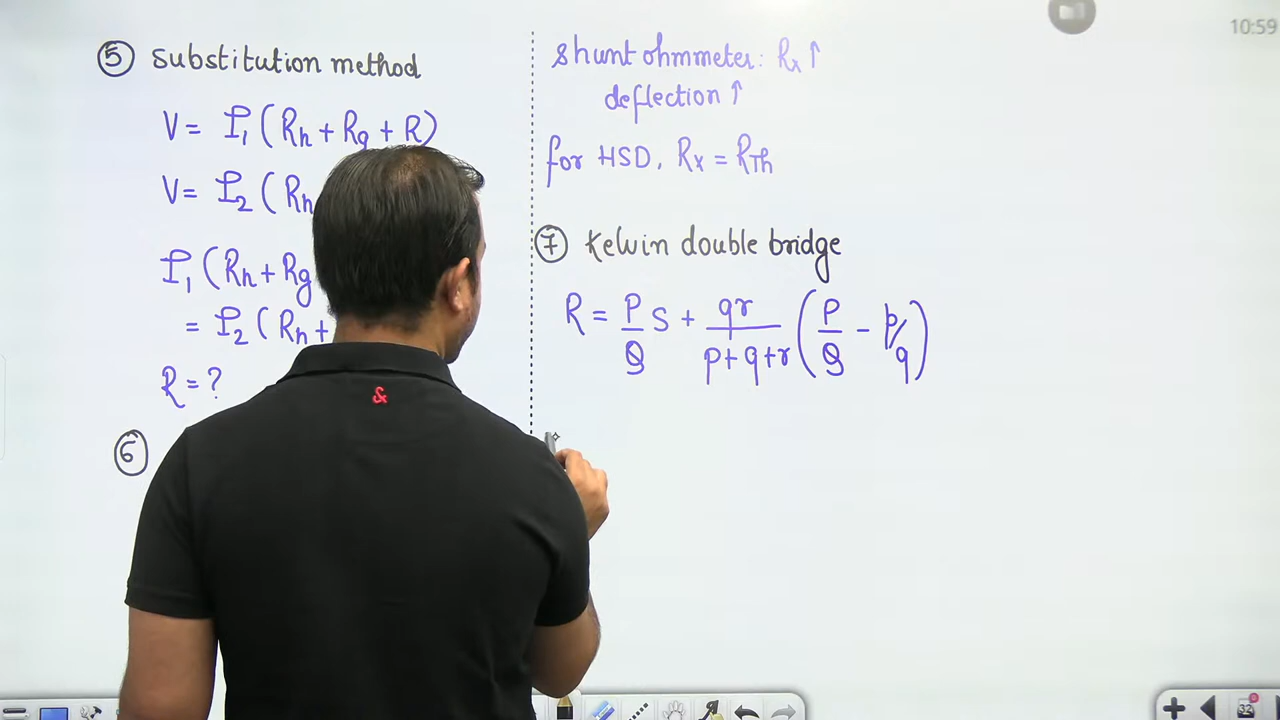 10:59
⑤ Substitution method
V= I₁ (Rh + Rg + R)
V= I₂ (Rh
I₁ (Rh + Rg
= I₂ (Rh +
R = ?
⑥
shunt ohmmeter: Rx ↑
deflection ↑
for HSD, Rx = RTh
⑦ Kelvin double bridge
R = P/Q S + qr/(p+q+r) (P/Q - p/q)
&
32